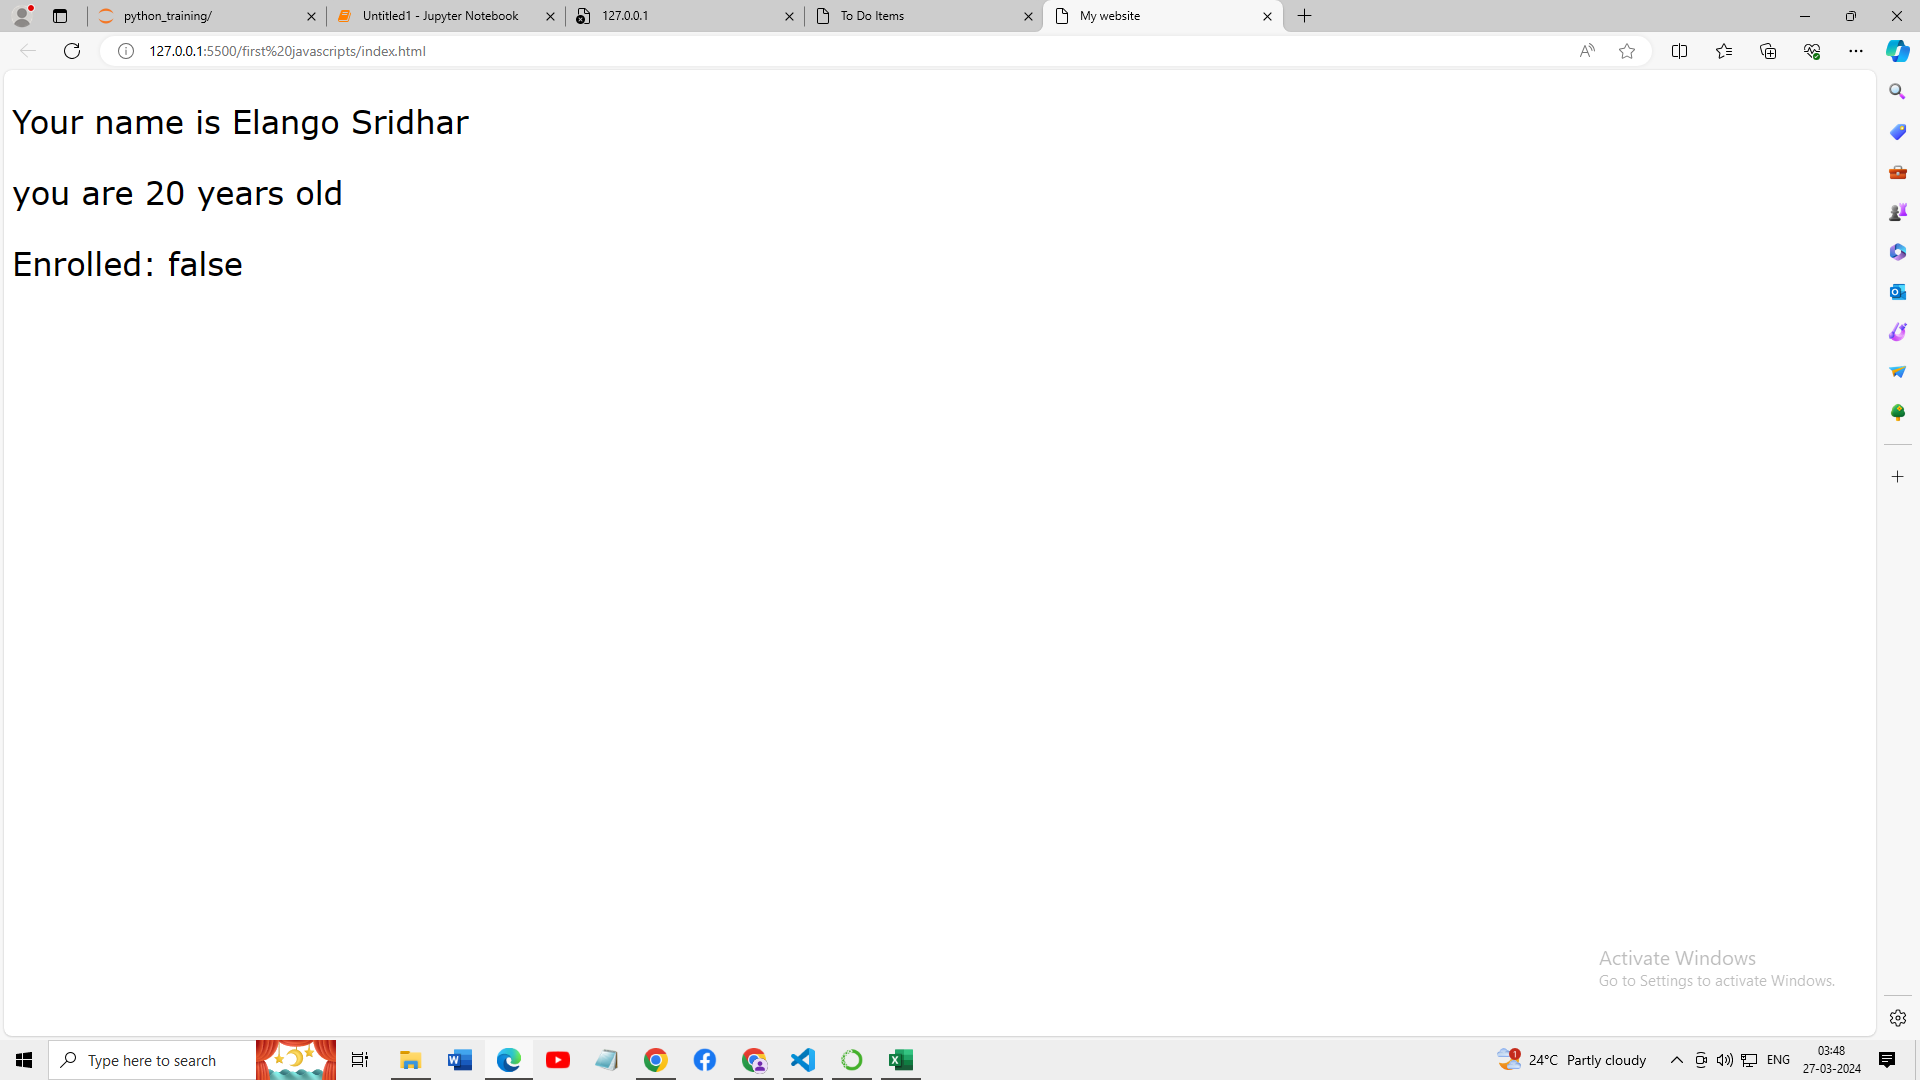 python_training/
Untitled1 - Jupyter Notebook
127.0.0.1
To Do Items
My website
127.0.0.1:5500/first%20javascripts/index.html
Your name is Elango Sridhar
you are 20 years old
Enrolled: false
Activate Windows
Go to Settings to activate Windows.
Type here to search
1
24°C Partly cloudy
ENG
03:48
27-03-2024